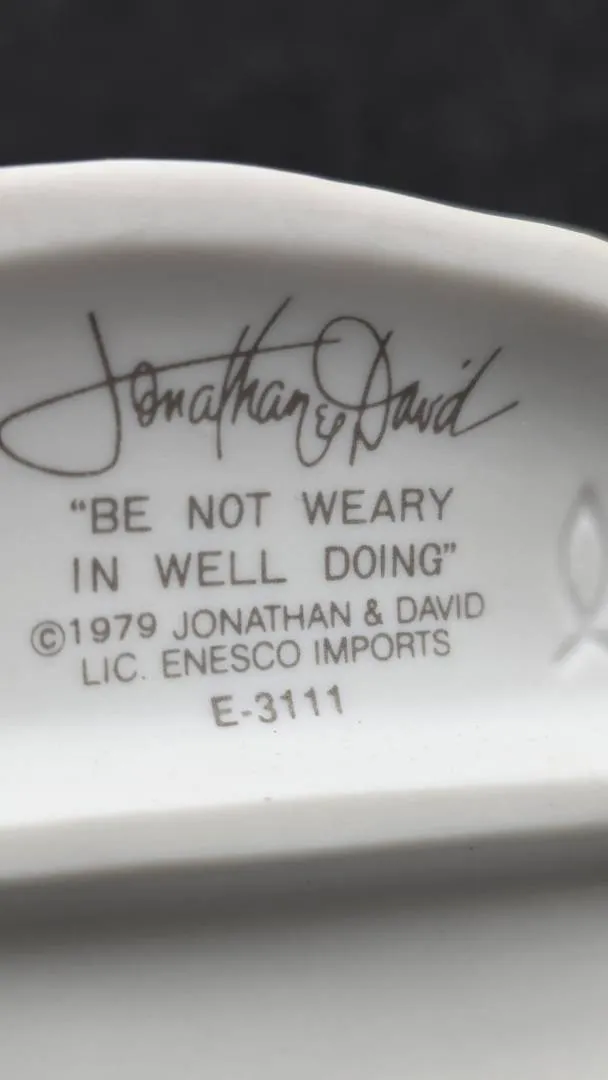 Jonathan & David
"BE NOT WEARY
IN WELL DOING"
©1979 JONATHAN & DAVID
LIC. ENESCO IMPORTS
E-3111